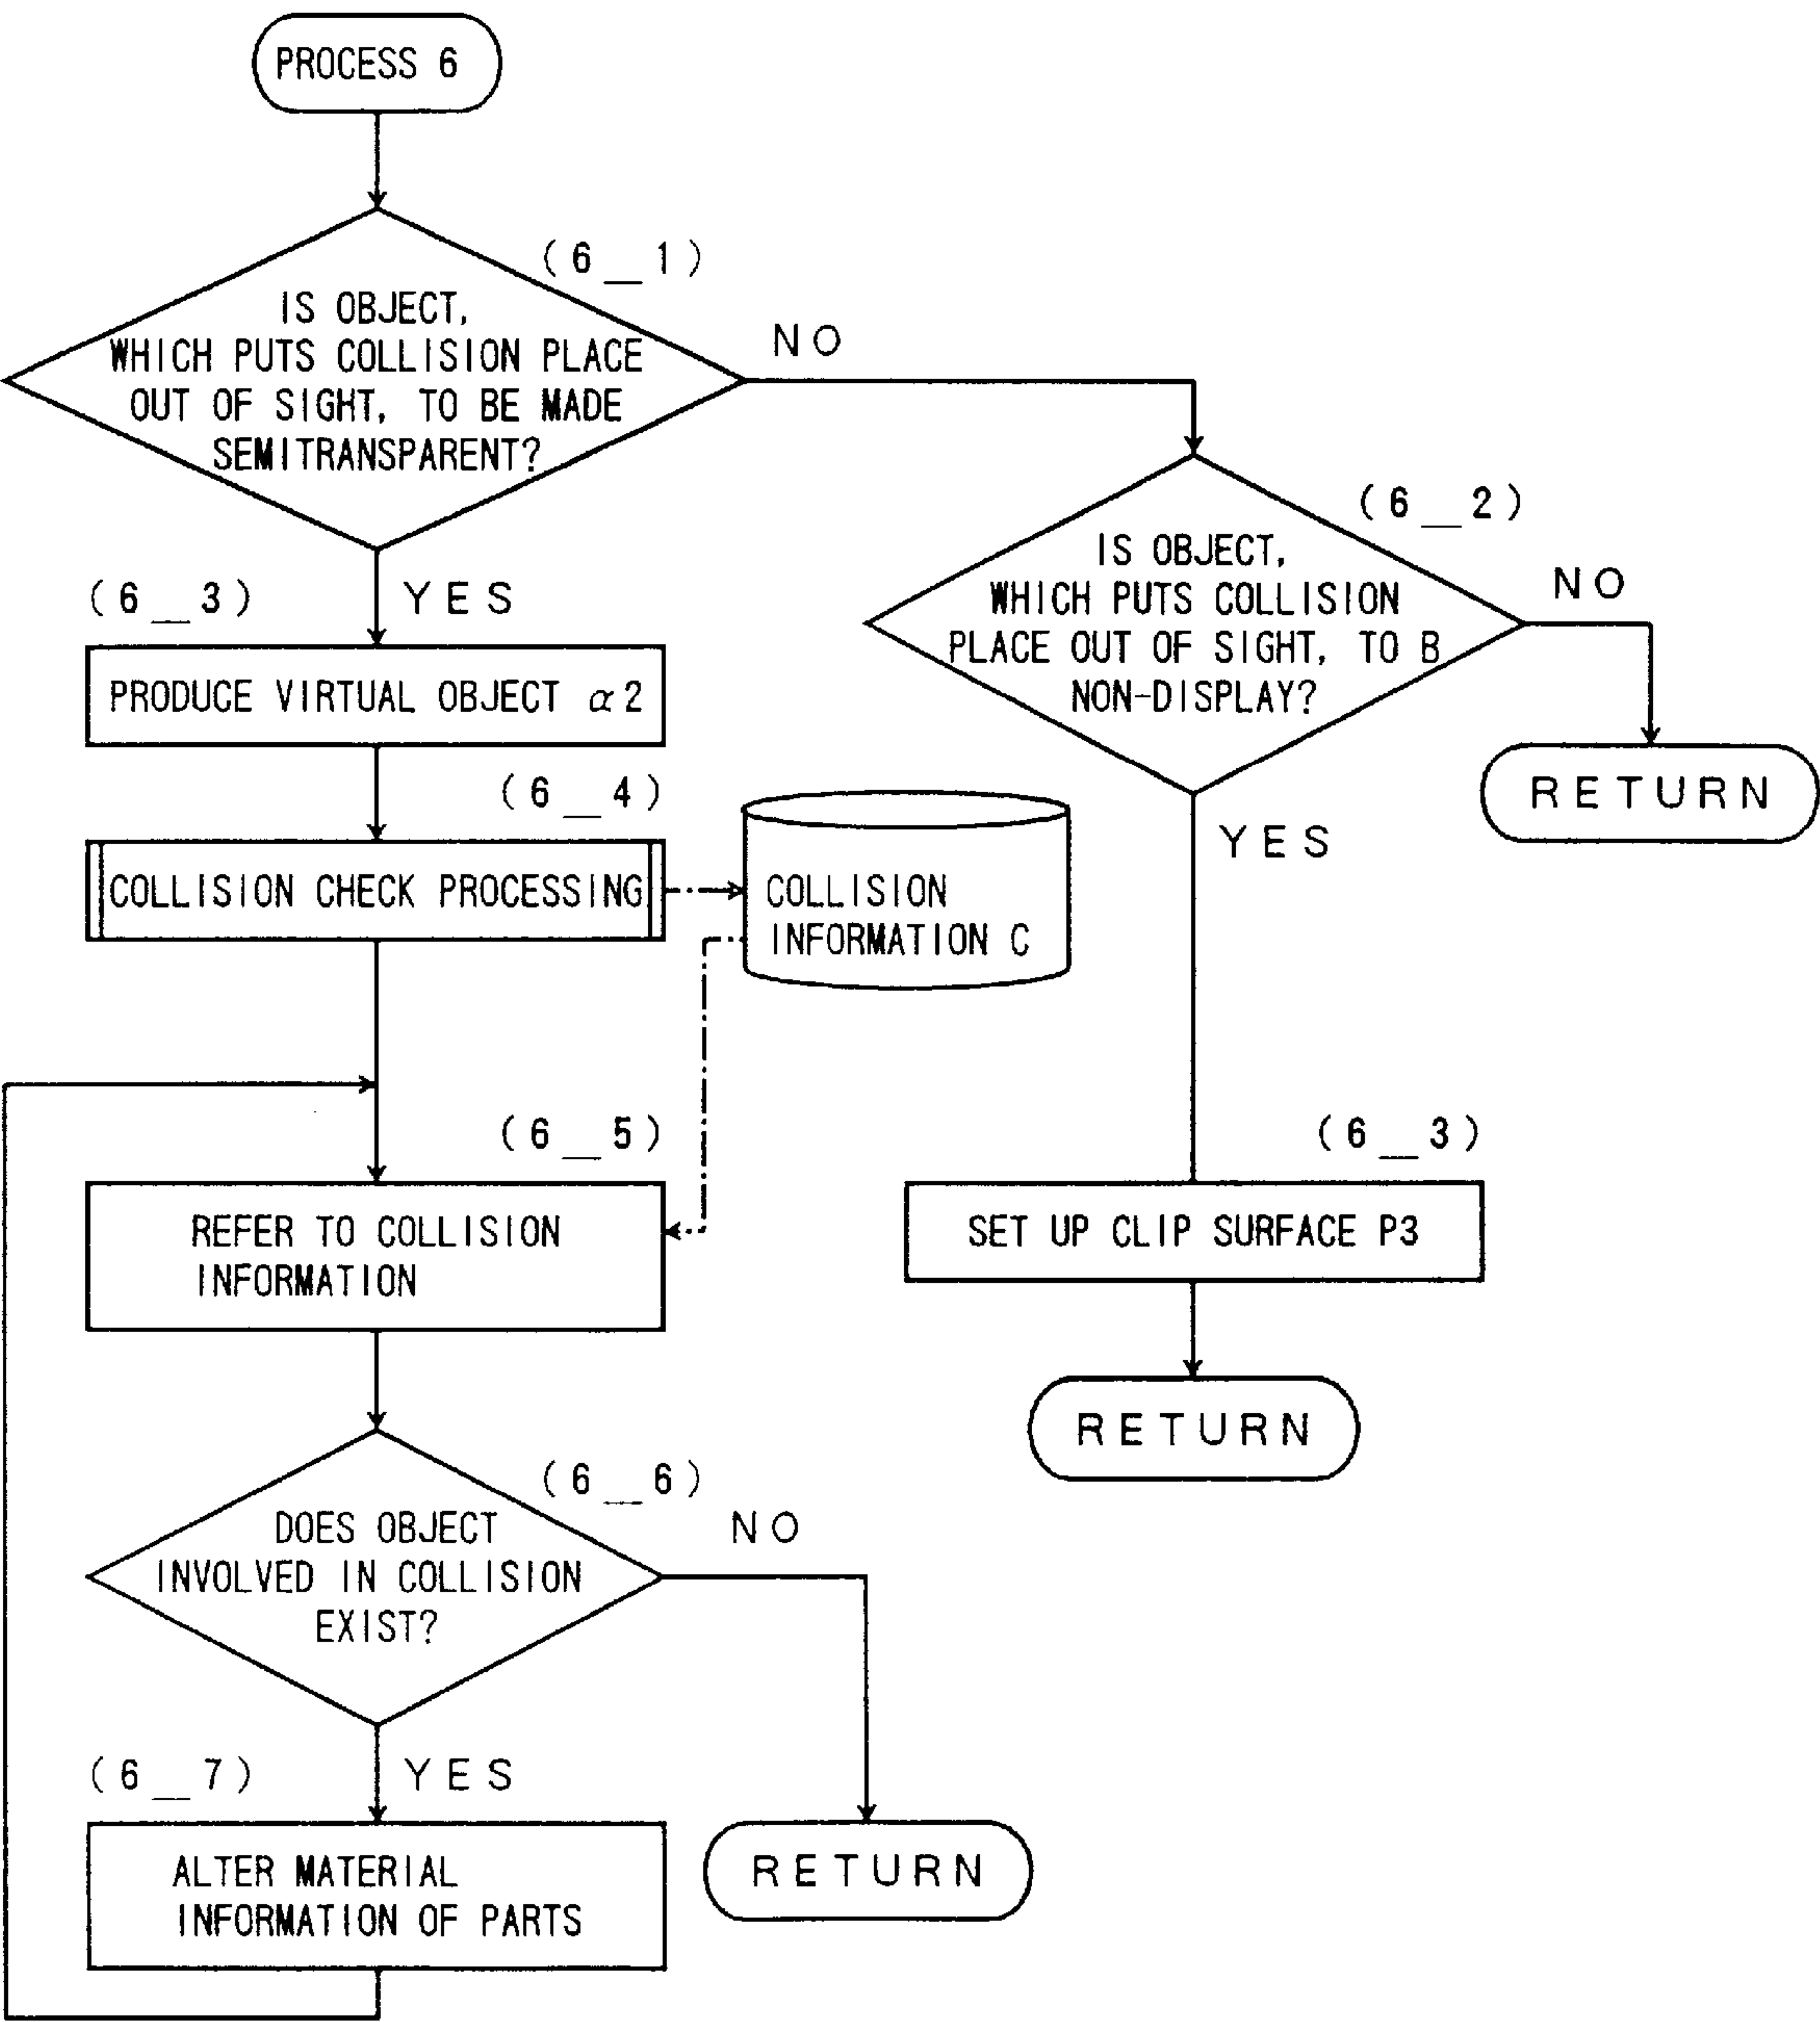 PROCESS 6
(6_1)
IS OBJECT,
WHICH PUTS COLLISION PLACE
OUT OF SIGHT, TO BE MADE
SEMITRANSPARENT?
NO
YES
(6_2)
IS OBJECT,
WHICH PUTS COLLISION
PLACE OUT OF SIGHT, TO B
NON-DISPLAY?
NO
RETURN
YES
(6_3)
PRODUCE VIRTUAL OBJECT α2
(6_4)
COLLISION CHECK PROCESSING
COLLISION
INFORMATION C
(6_5)
REFER TO COLLISION
INFORMATION
(6_3)
SET UP CLIP SURFACE P3
RETURN
(6_6)
DOES OBJECT
INVOLVED IN COLLISION
EXIST?
NO
YES
(6_7)
ALTER MATERIAL
INFORMATION OF PARTS
RETURN